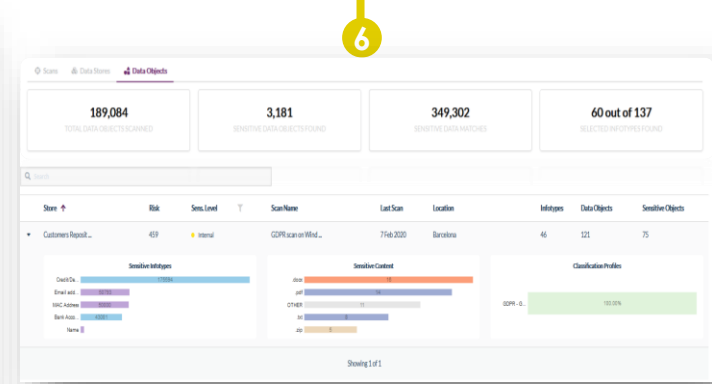 6
Scans Data Stores Data Objects
189,084 3,181 349,302 60 out of 137
TOTAL DATA OBJECTS SCANNED SENSITIVE DATA OBJECTS FOUND SENSITIVE DATA MATCHES SELECTED INFOTYPES FOUND
Search
Store Risk Sens. Level Scan Name Last Scan Location Infotypes Data Objects Sensitive Objects
Customers Reposit ... 459 Internal GDPR scan on Wind ... 7 Feb 2020 Barcelona 46 121 75
Sensitive Infotypes Sensitive Content Classification Profiles
Credit/De...
Email add...
MAC Address
Bank Acco...
Name
.docx
.pdf
OTHER 11
.txt
.zip
GDPR - G... 100.00%
Showing 1 of 1